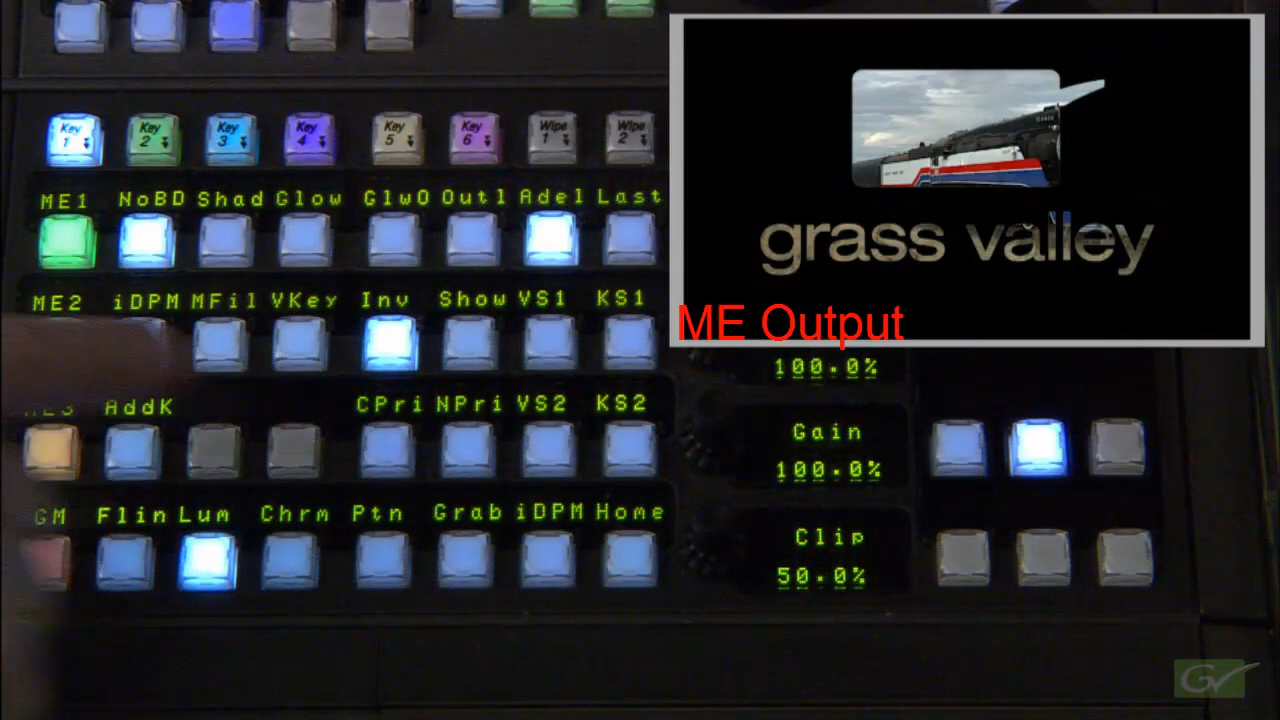 Key 1 Key 2 Key 3 Key 4 Key 5 Key 6 Wipe 1 Wipe 2
ME1 NoBD Shad Glow GlwO Outl Adel Last
grass valley
ME2 iDPM MFil VKey Inv Show VS1 KS1
ME Output
100.0%
AddK CPri NPri VS2 KS2
Gain
100.0%
GM Flin Lum Chrm Ptn Grab iDPM Home
Clip
50.0%
GV